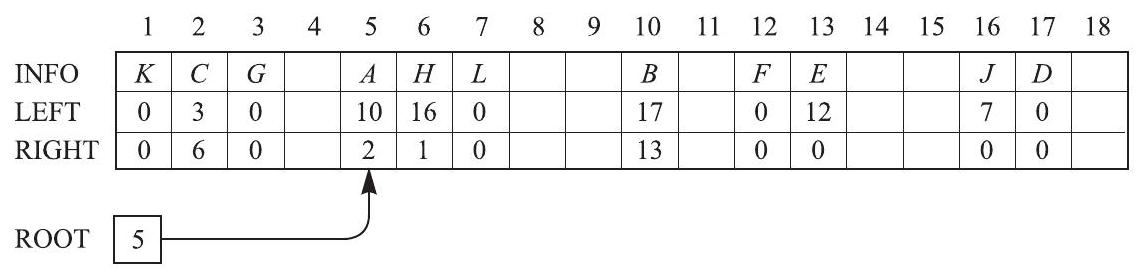 1 2 3 4 5 6 7 8 9 10 11 12 13 14 15 16 17 18
INFO K C G A H L B F E J D
LEFT 0 3 0 10 16 0 17 0 12 7 0
RIGHT 0 6 0 2 1 0 13 0 0 0 0
ROOT 5